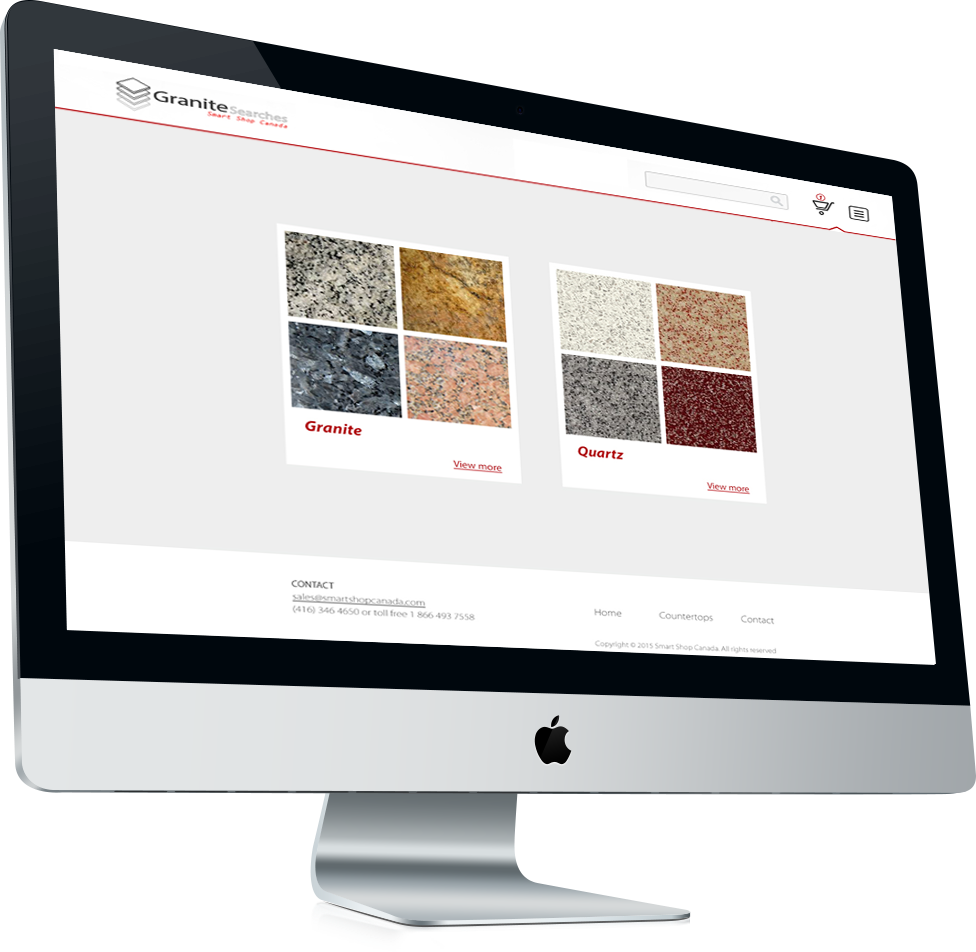 Granite Searches
Smart Shop Canada
Granite
View more
Quartz
View more
CONTACT
sales@smartshopcanada.com
(416) 346 4650 or toll free 1 866 493 7558
Home
Countertops
Contact
Copyright © 2015 Smart Shop Canada. All rights reserved